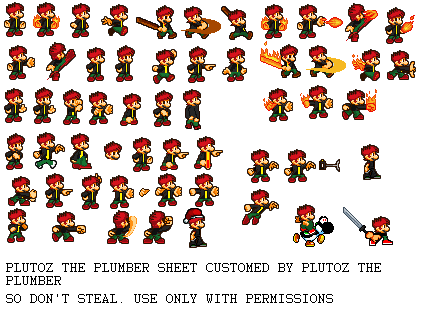 PLUTOZ THE PLUMBER SHEET CUSTOMED BY PLUTOZ THE
PLUMBER
SO DON'T STEAL. USE ONLY WITH PERMISSIONS